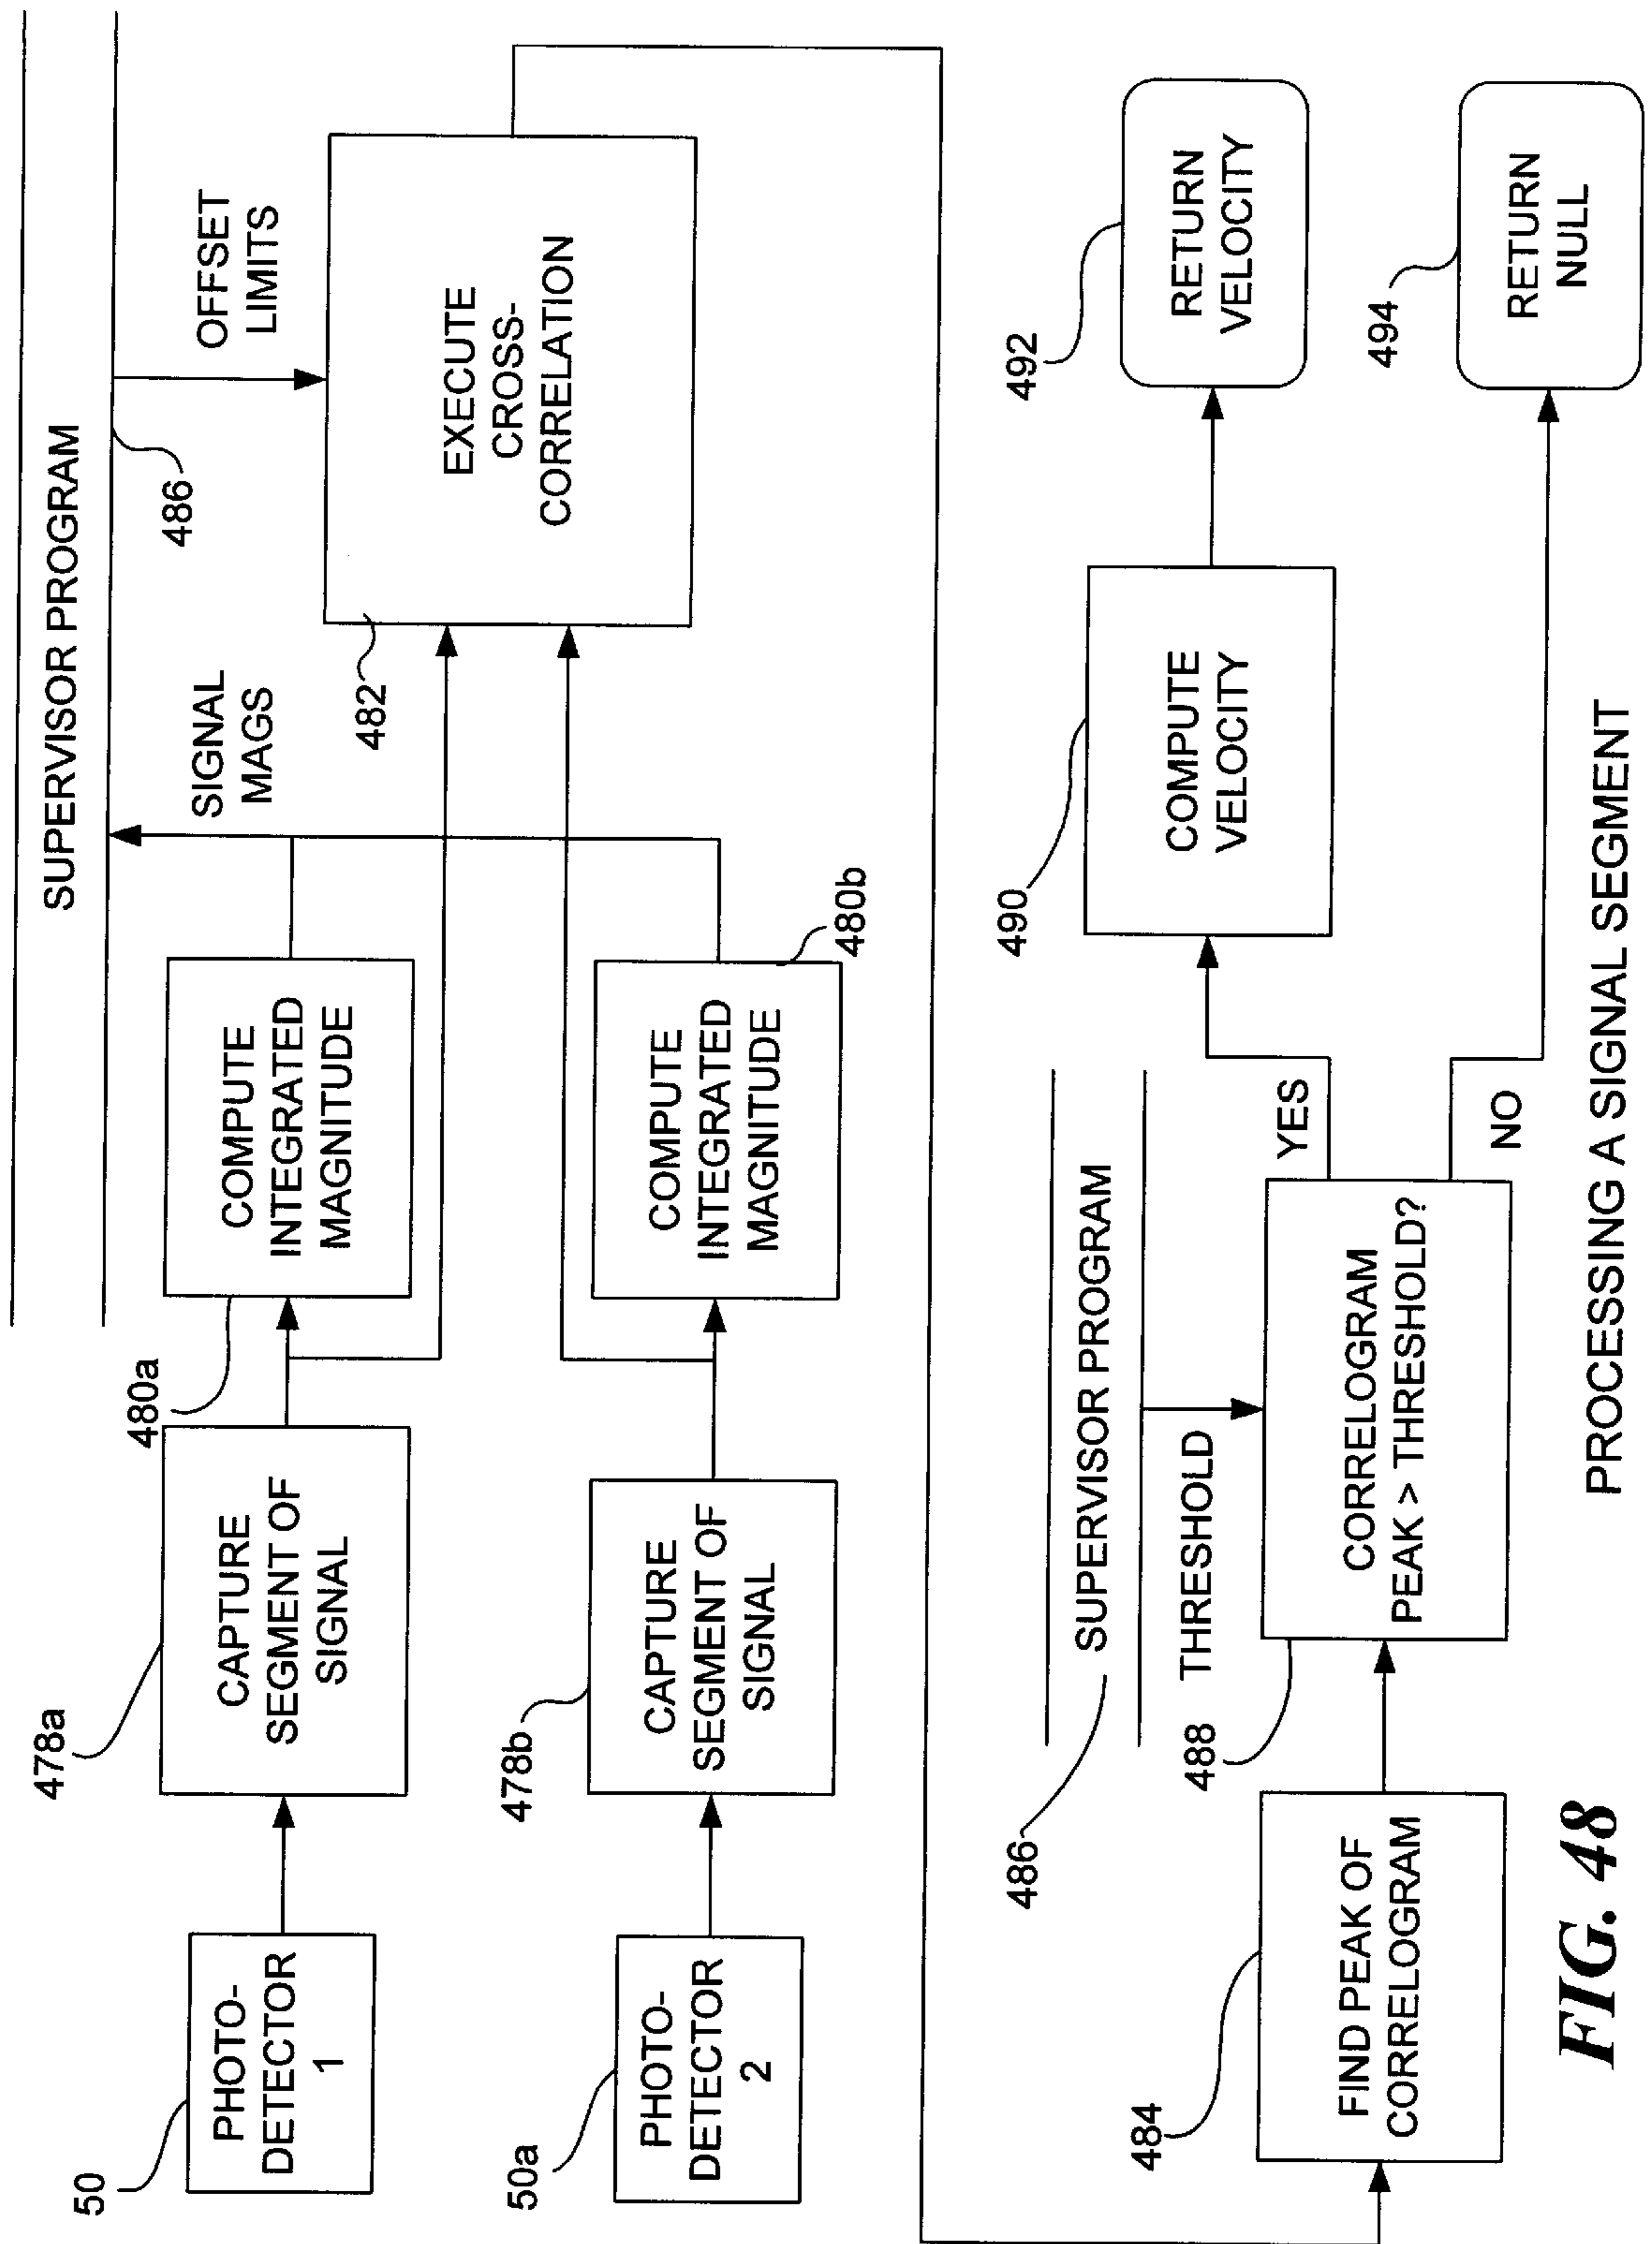 SUPERVISOR PROGRAM
SIGNAL
MAGS
486
OFFSET
LIMITS
50
PHOTO-
DETECTOR
1
478a
CAPTURE
SEGMENT OF
SIGNAL
480a
COMPUTE
INTEGRATED
MAGNITUDE
482
EXECUTE
CROSS-
CORRELATION
50a
PHOTO-
DETECTOR
2
478b
CAPTURE
SEGMENT OF
SIGNAL
COMPUTE
INTEGRATED
MAGNITUDE
480b
486
SUPERVISOR PROGRAM
THRESHOLD
484
FIND PEAK OF
CORRELOGRAM
488
CORRELOGRAM
PEAK > THRESHOLD?
YES
NO
490
COMPUTE
VELOCITY
492
RETURN
VELOCITY
494
RETURN
NULL
FIG. 48
PROCESSING A SIGNAL SEGMENT